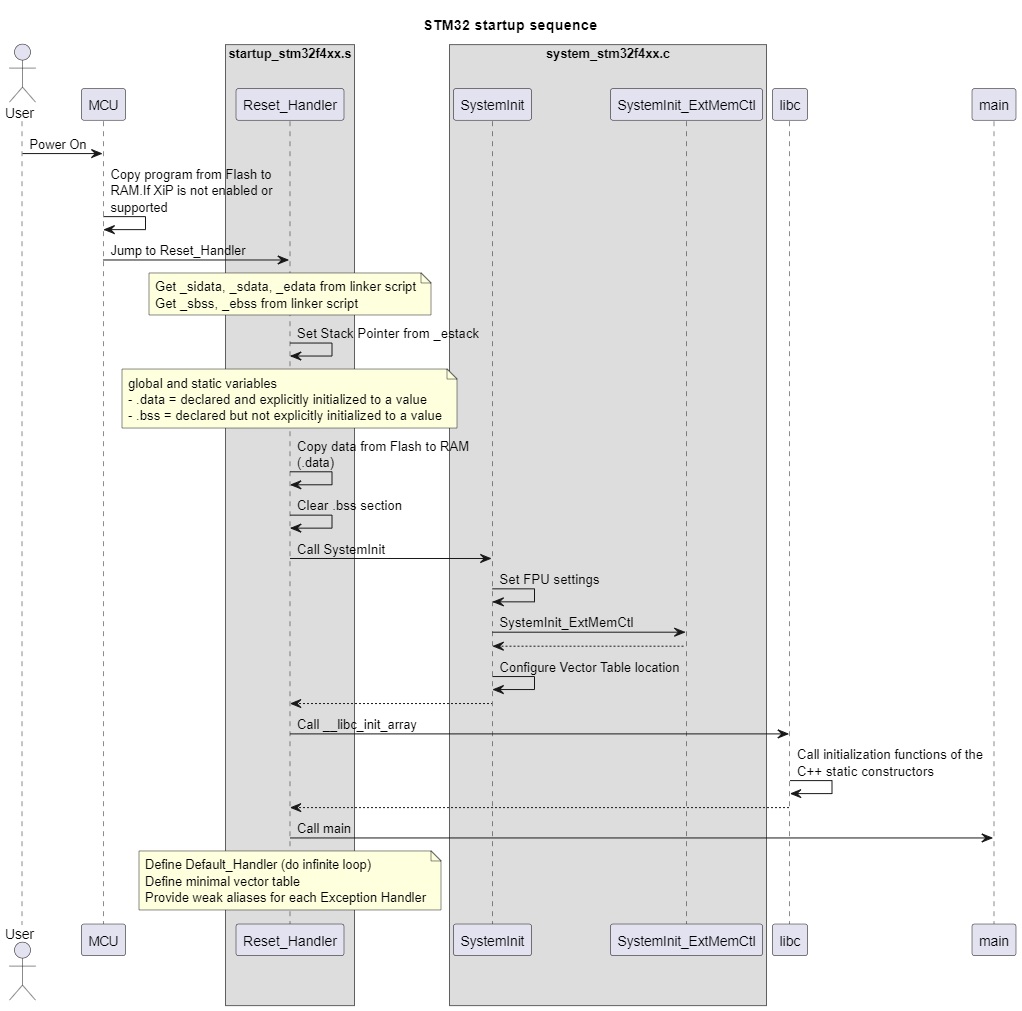 STM32 startup sequence
startup_stm32f4xx.s
system_stm32f4xx.c
User
MCU
Reset_Handler
SystemInit
SystemInit_ExtMemCtl
libc
main
Power On
Copy program from Flash to
RAM.If XiP is not enabled or
supported
Jump to Reset_Handler
Get _sidata, _sdata, _edata from linker script
Get _sbss, _ebss from linker script
Set Stack Pointer from _estack
global and static variables
- .data = declared and explicitly initialized to a value
- .bss = declared but not explicitly initialized to a value
Copy data from Flash to RAM
(.data)
Clear .bss section
Call SystemInit
Set FPU settings
SystemInit_ExtMemCtl
Configure Vector Table location
Call __libc_init_array
Call initialization functions of the
C++ static constructors
Call main
Define Default_Handler (do infinite loop)
Define minimal vector table
Provide weak aliases for each Exception Handler
User
MCU
Reset_Handler
SystemInit
SystemInit_ExtMemCtl
libc
main